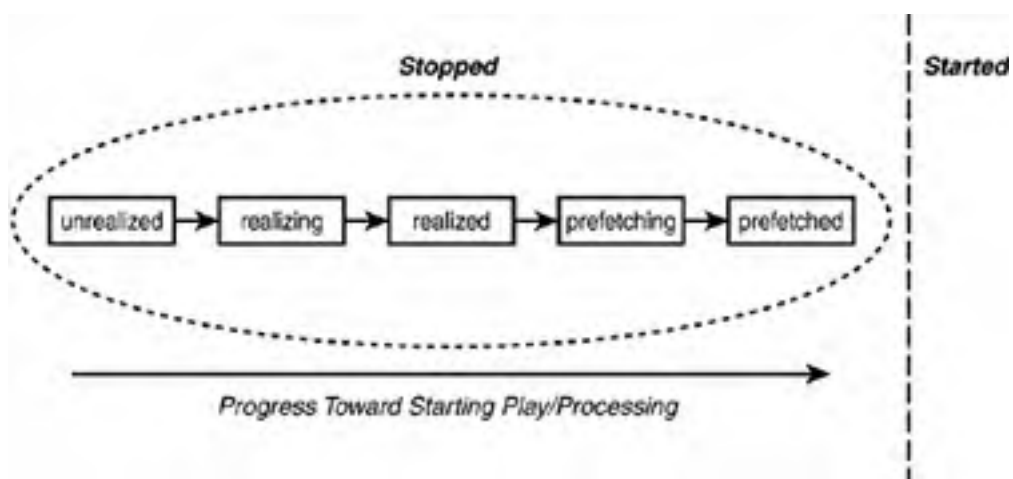 Stopped
Started
unrealized
realizing
realized
prefetching
prefetched
Progress Toward Starting Play/Processing